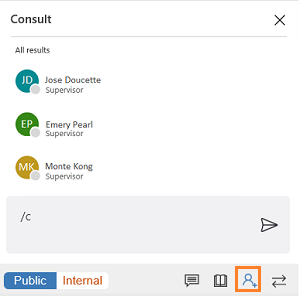 Consult
All results
JD Jose Doucette
Supervisor
EP Emery Pearl
Supervisor
MK Monte Kong
Supervisor
/c
Public Internal